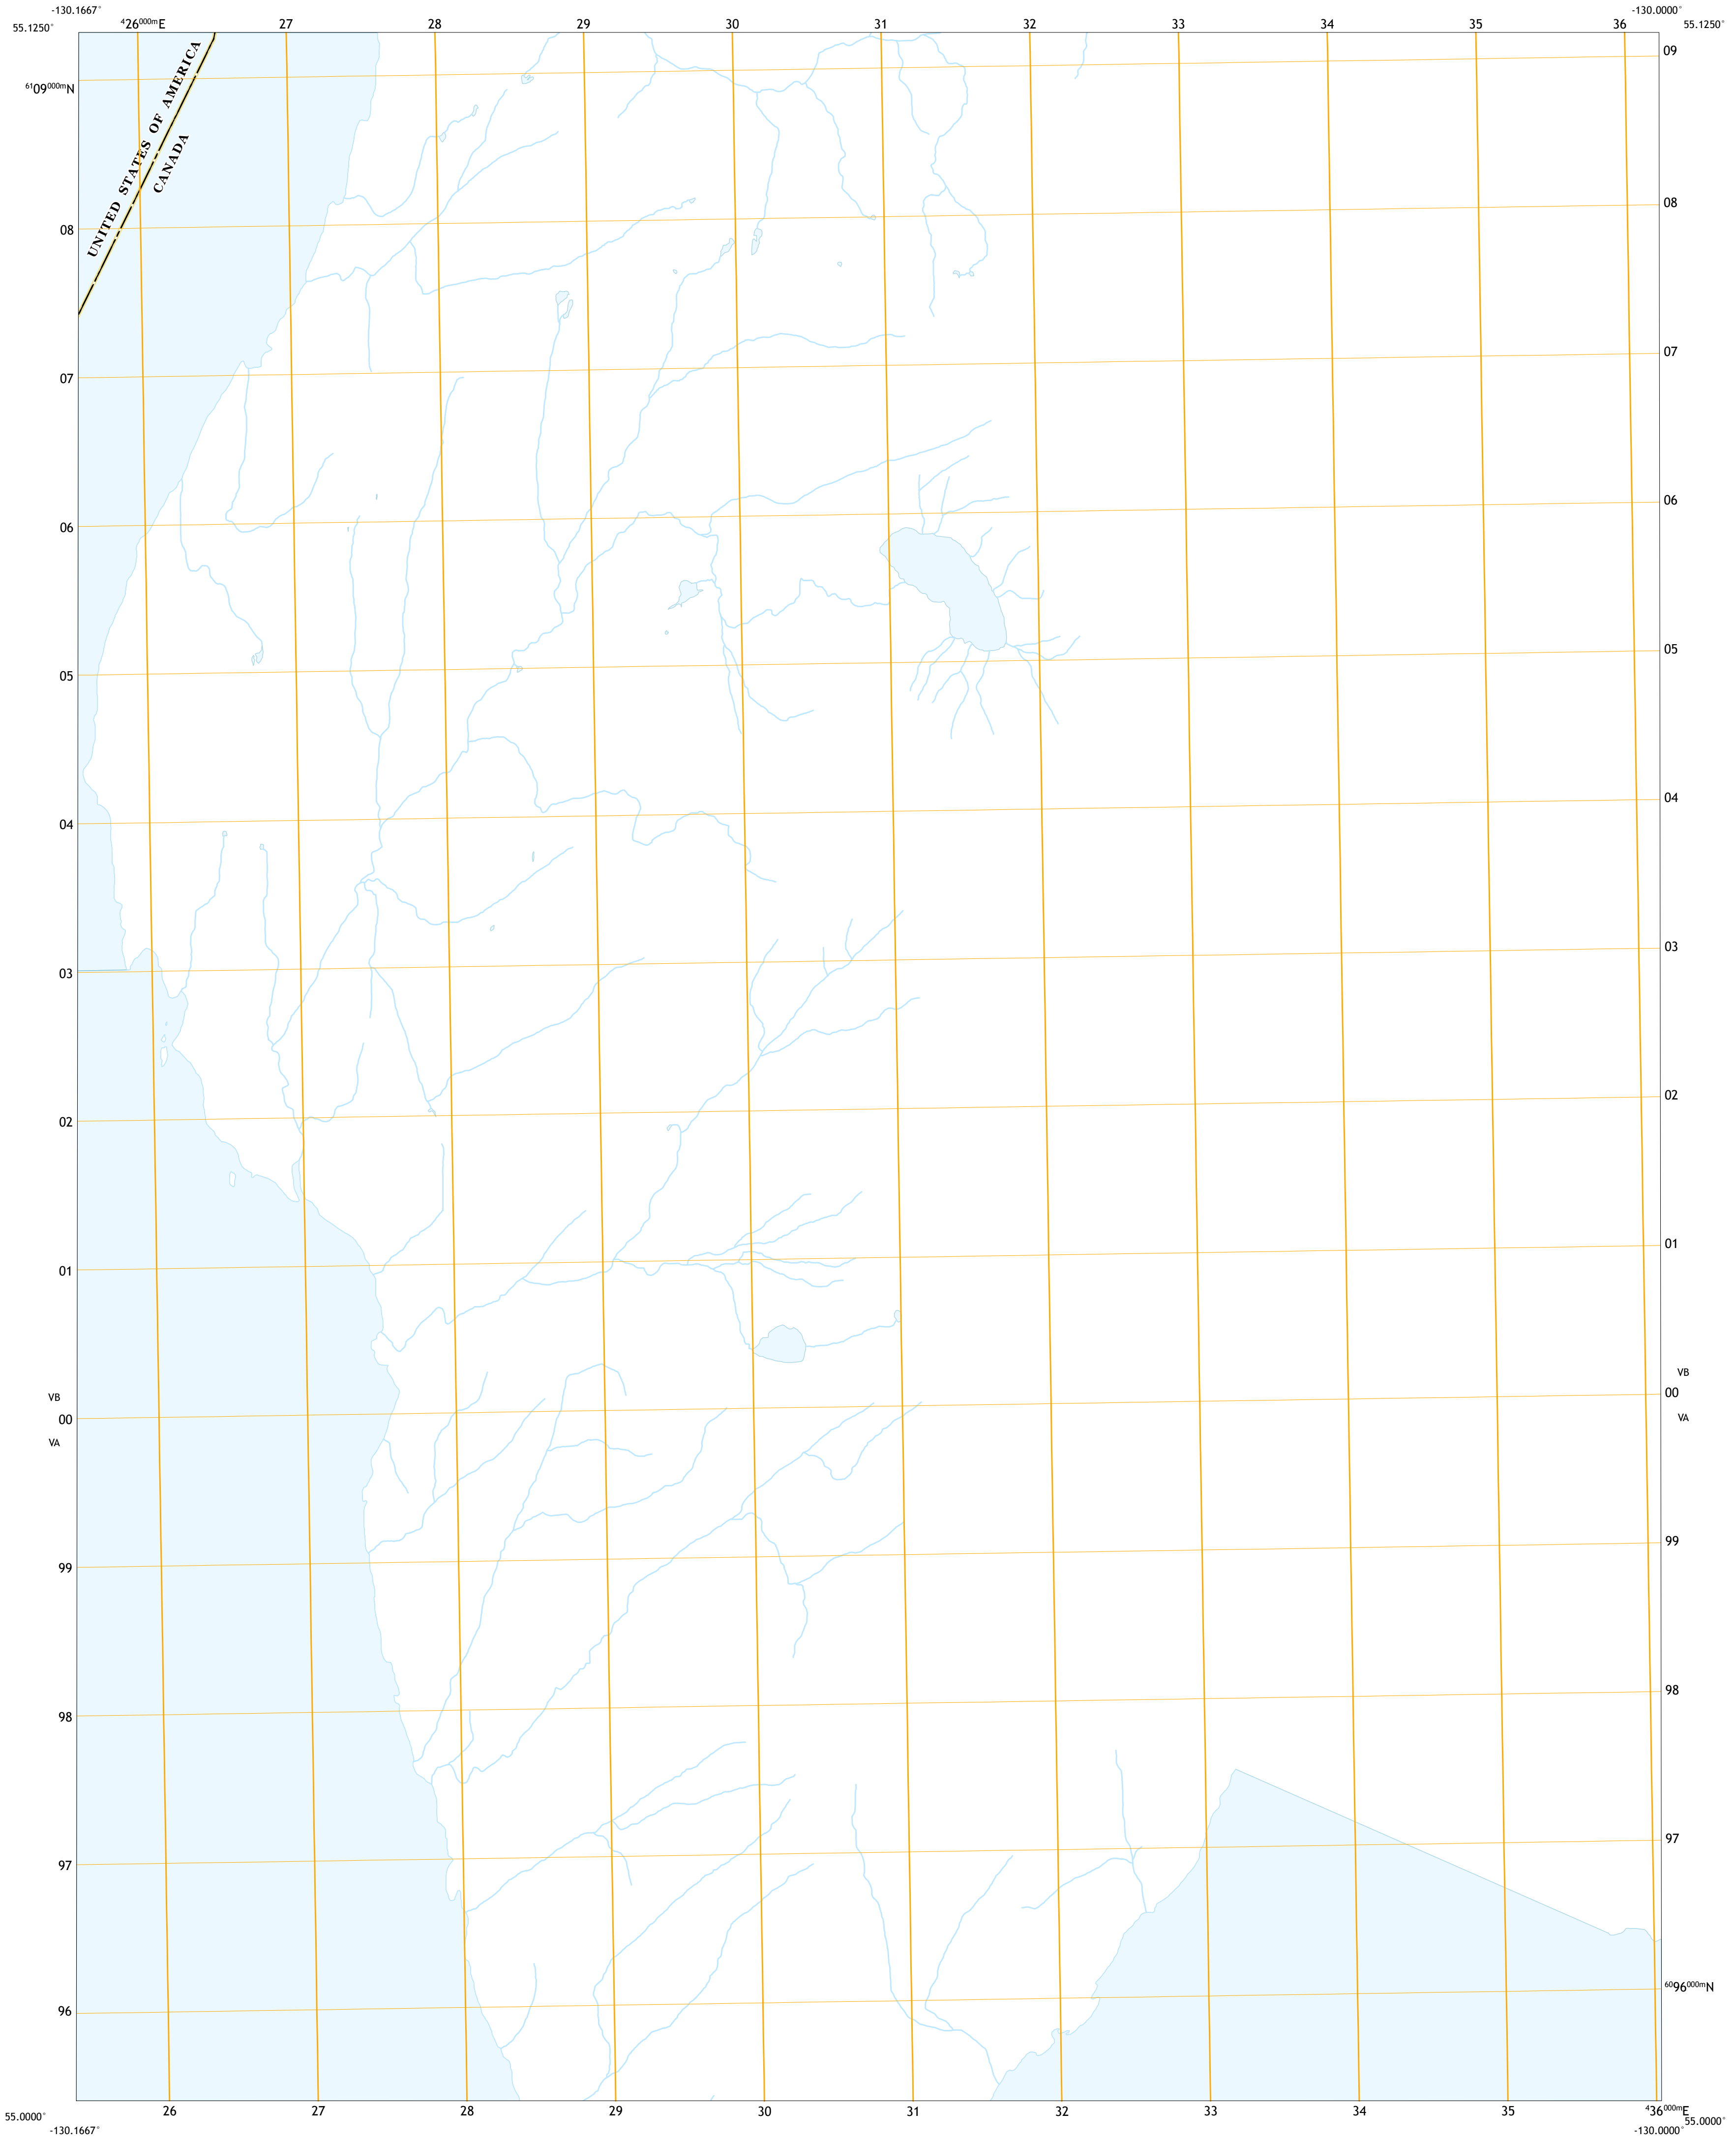 -130.1667° -130.0000°
55.1250° ⁴26⁰⁰⁰ᵐE 27 28 29 30 31 32 33 34 35 36 55.1250°
UNITED STATES OF AMERICA
CANADA
⁶¹09⁰⁰⁰ᵐN 09
08 08
07 07
06 06
05 05
04 04
03 03
02 02
01 01
VB VB
00 00
VA VA
99 99
98 98
97 97
96 ⁶⁰96⁰⁰⁰ᵐN
55.0000° 26 27 28 29 30 31 32 33 34 35 ⁴36⁰⁰⁰ᵐE 55.0000°
-130.1667° -130.0000°